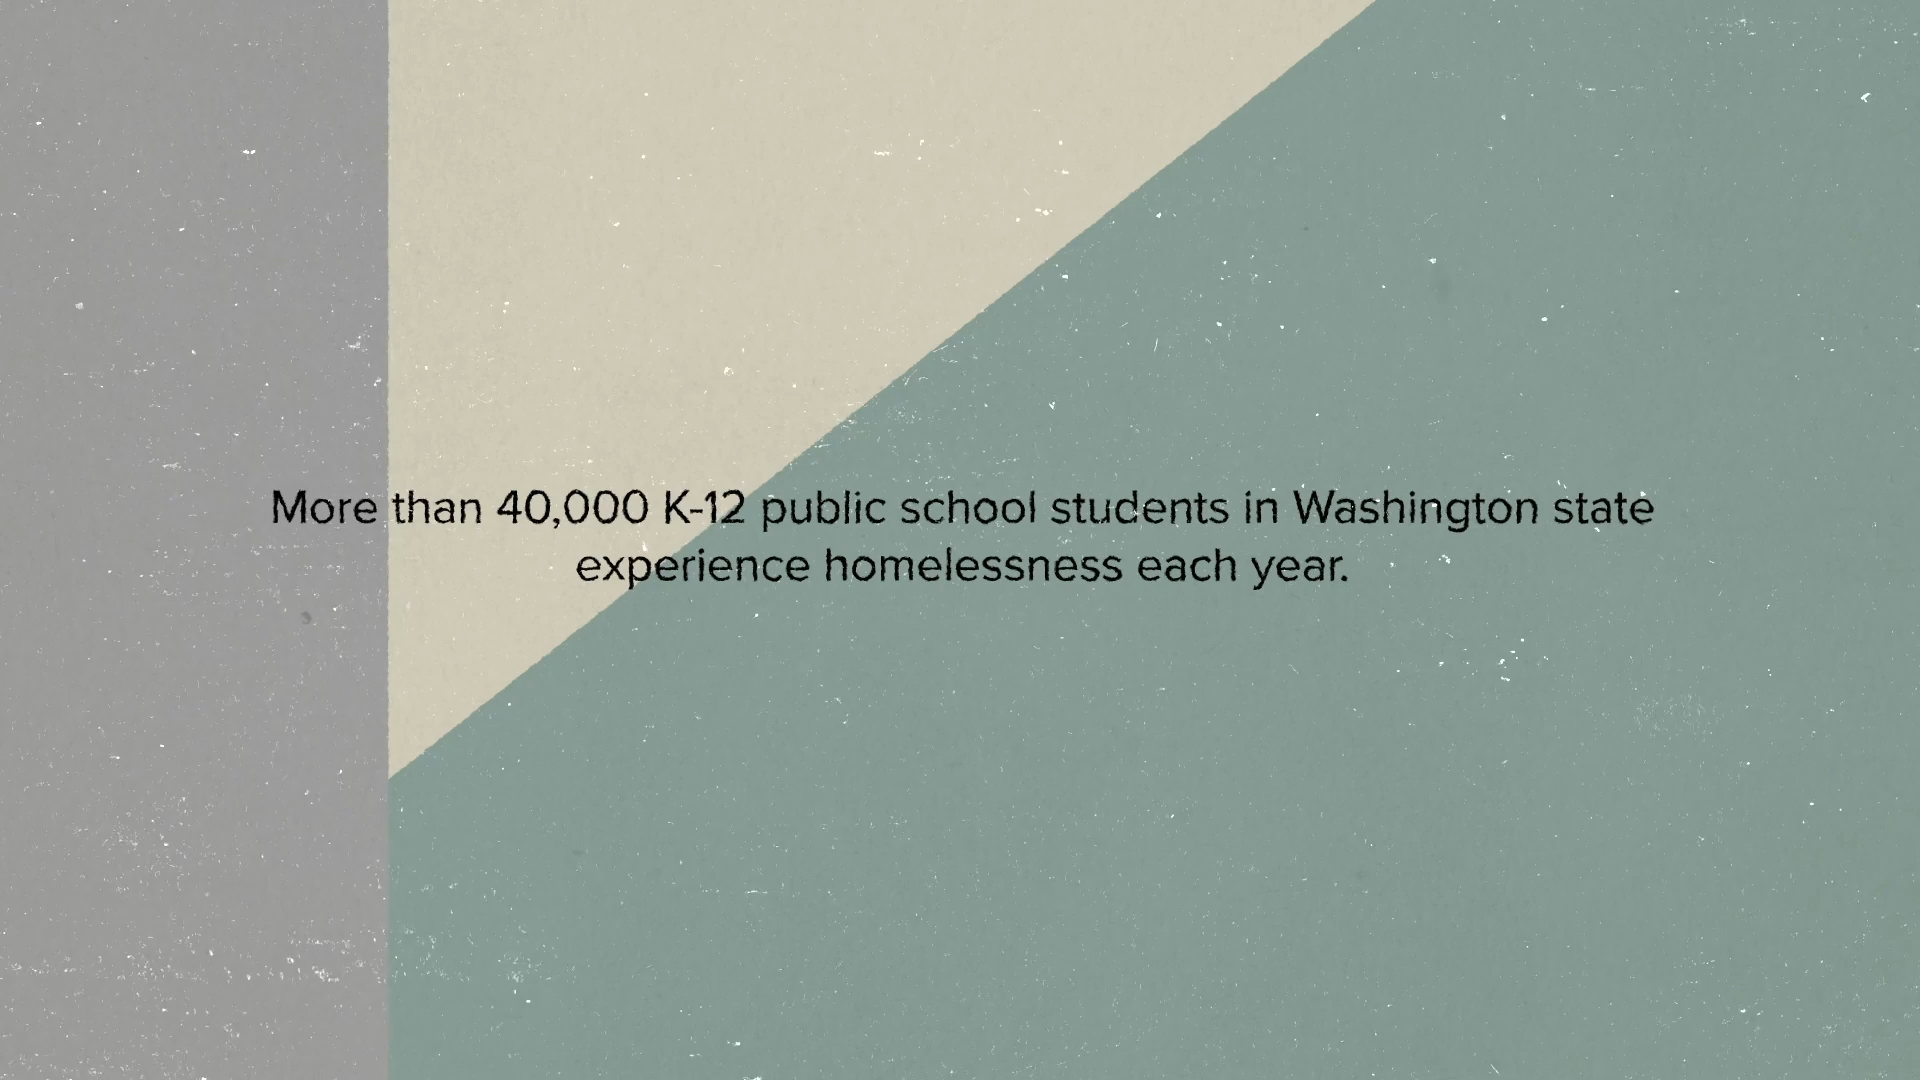 More than 40,000 K-12 public school students in Washington state
experience homelessness each year.